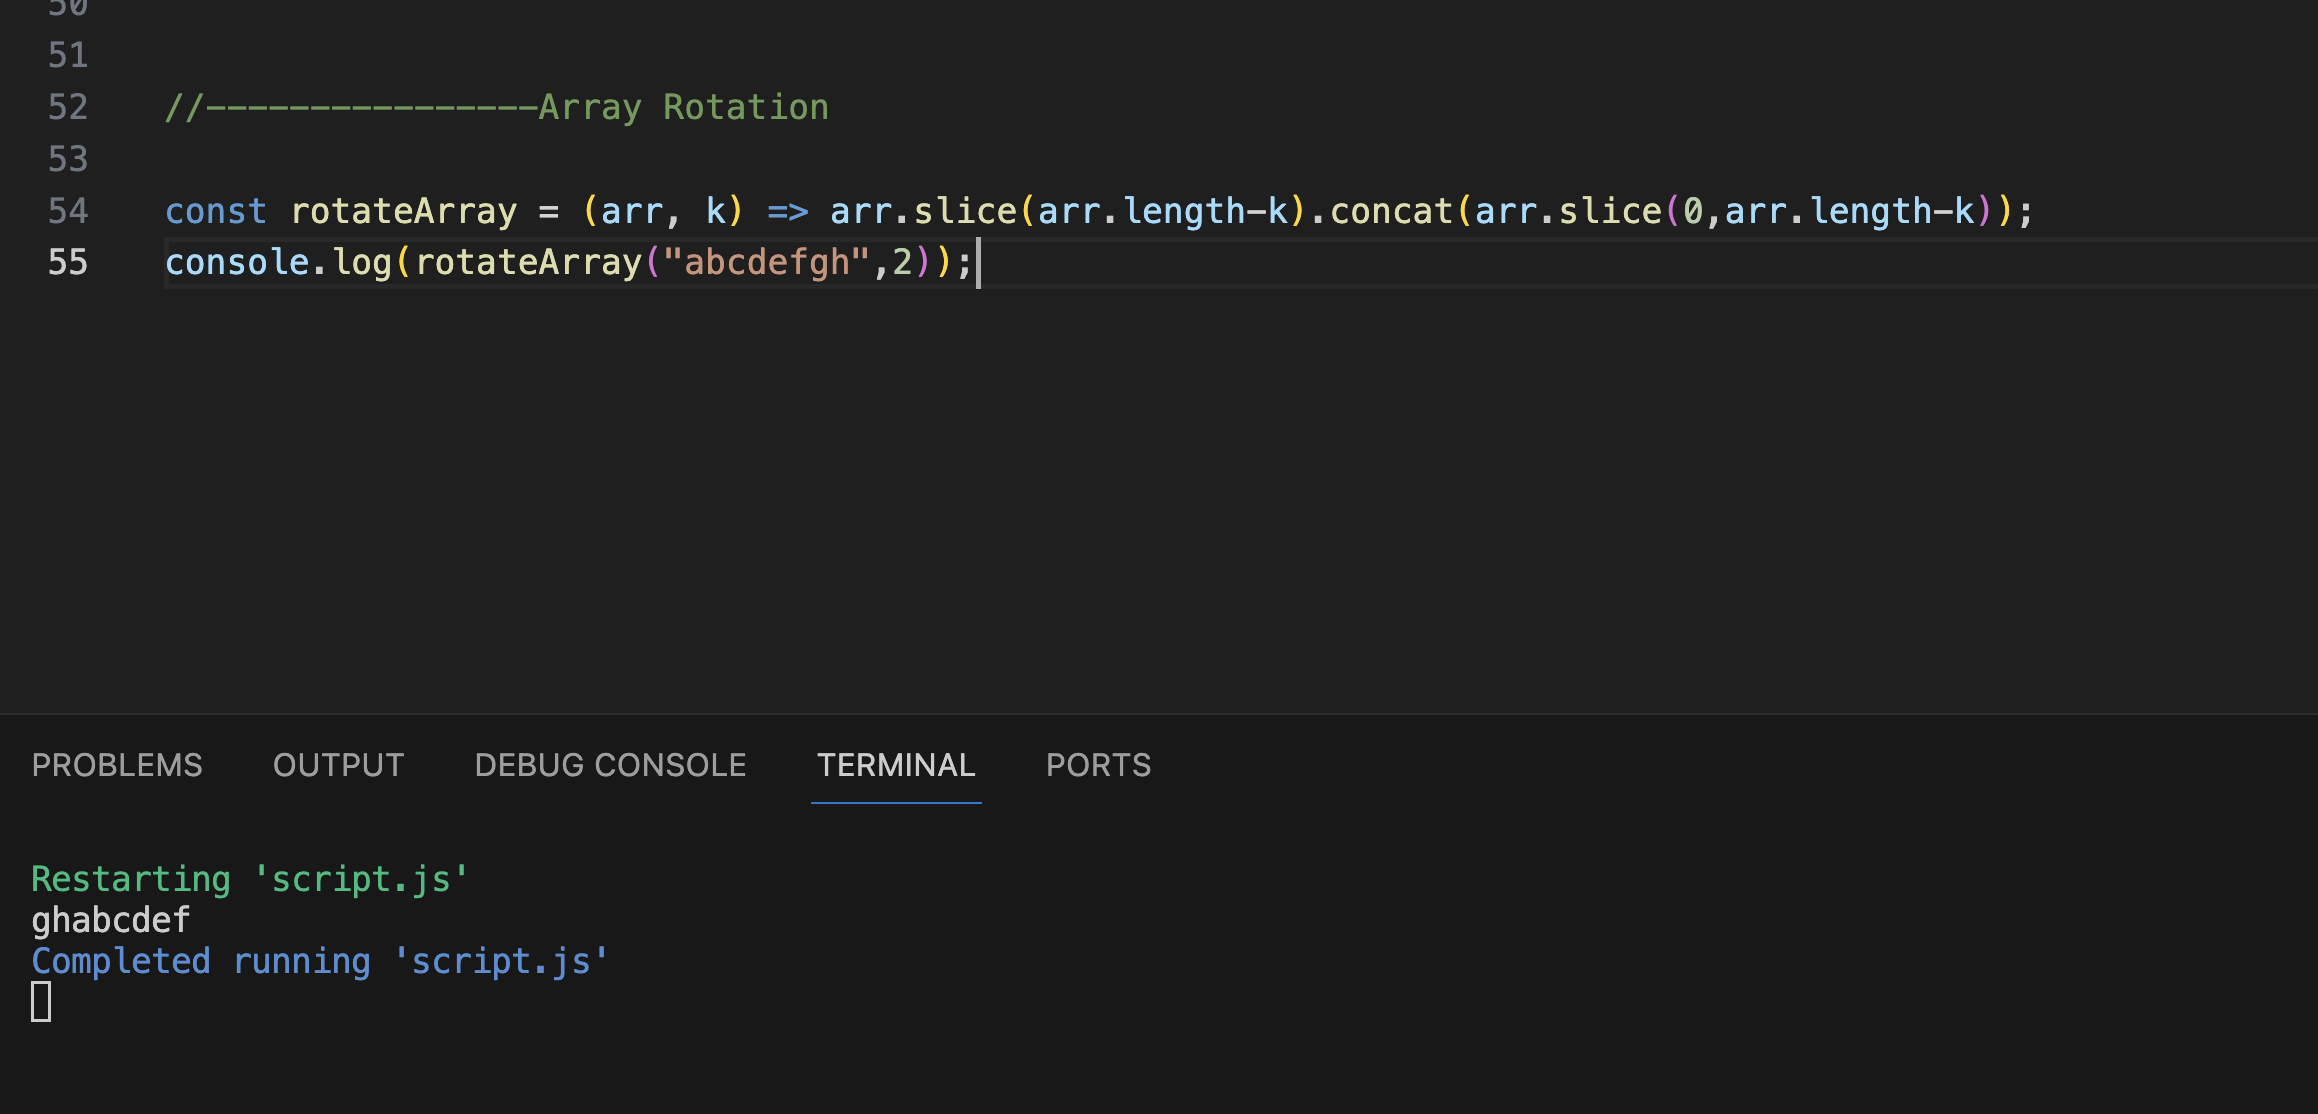 50
51
52 //----------------Array Rotation
53
54 const rotateArray = (arr, k) => arr.slice(arr.length-k).concat(arr.slice(0,arr.length-k));
55 console.log(rotateArray("abcdefgh",2));
PROBLEMS OUTPUT DEBUG CONSOLE TERMINAL PORTS
Restarting 'script.js'
ghabcdef
Completed running 'script.js'